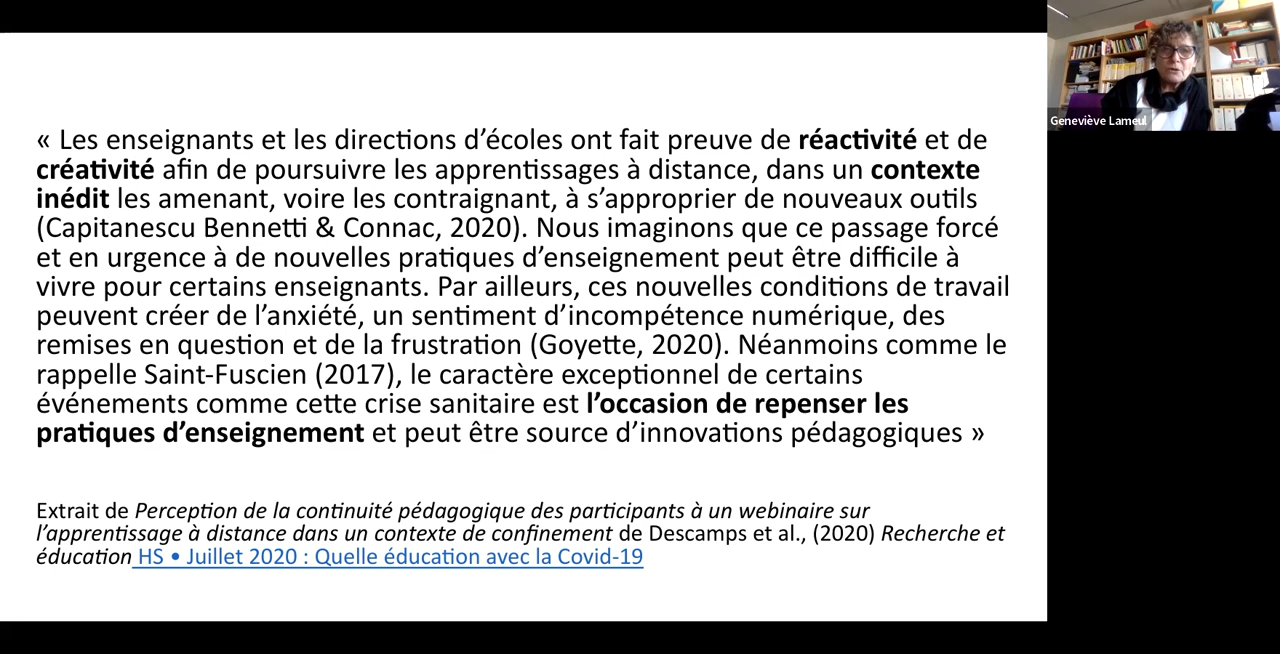 « Les enseignants et les directions d’écoles ont fait preuve de réactivité et de
créativité afin de poursuivre les apprentissages à distance, dans un contexte
inédit les amenant, voire les contraignant, à s’approprier de nouveaux outils
(Capitanescu Bennetti & Connac, 2020). Nous imaginons que ce passage forcé
et en urgence à de nouvelles pratiques d’enseignement peut être difficile à
vivre pour certains enseignants. Par ailleurs, ces nouvelles conditions de travail
peuvent créer de l’anxiété, un sentiment d’incompétence numérique, des
remises en question et de la frustration (Goyette, 2020). Néanmoins comme le
rappelle Saint-Fuscien (2017), le caractère exceptionnel de certains
événements comme cette crise sanitaire est l’occasion de repenser les
pratiques d’enseignement et peut être source d’innovations pédagogiques »
Extrait de Perception de la continuité pédagogique des participants à un webinaire sur
l’apprentissage à distance dans un contexte de confinement de Descamps et al., (2020) Recherche et
éducation HS • Juillet 2020 : Quelle éducation avec la Covid-19
Geneviève Lameul